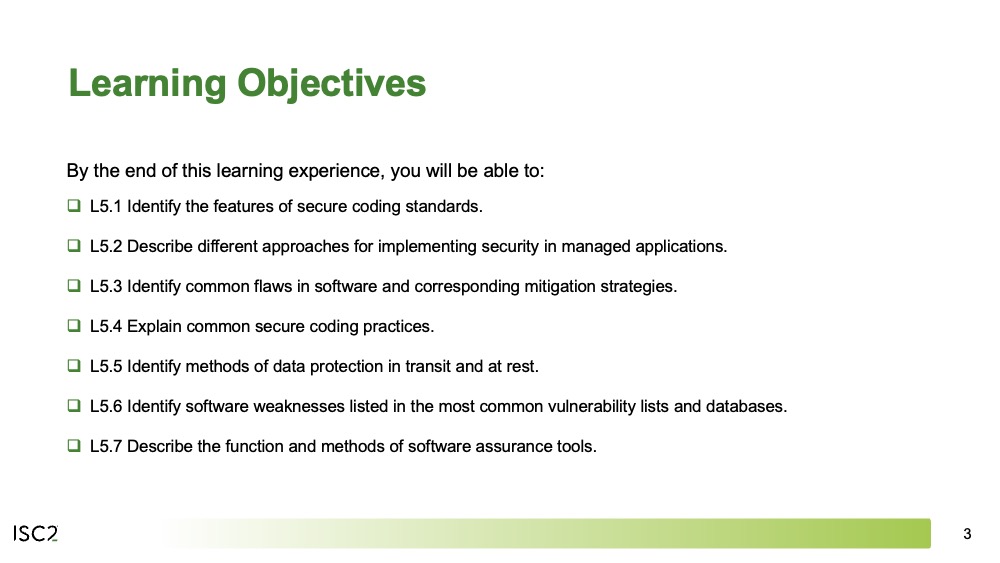 Learning Objectives
By the end of this learning experience, you will be able to:
❑ L5.1 Identify the features of secure coding standards.
❑ L5.2 Describe different approaches for implementing security in managed applications.
❑ L5.3 Identify common flaws in software and corresponding mitigation strategies.
❑ L5.4 Explain common secure coding practices.
❑ L5.5 Identify methods of data protection in transit and at rest.
❑ L5.6 Identify software weaknesses listed in the most common vulnerability lists and databases.
❑ L5.7 Describe the function and methods of software assurance tools.
ISC2
3